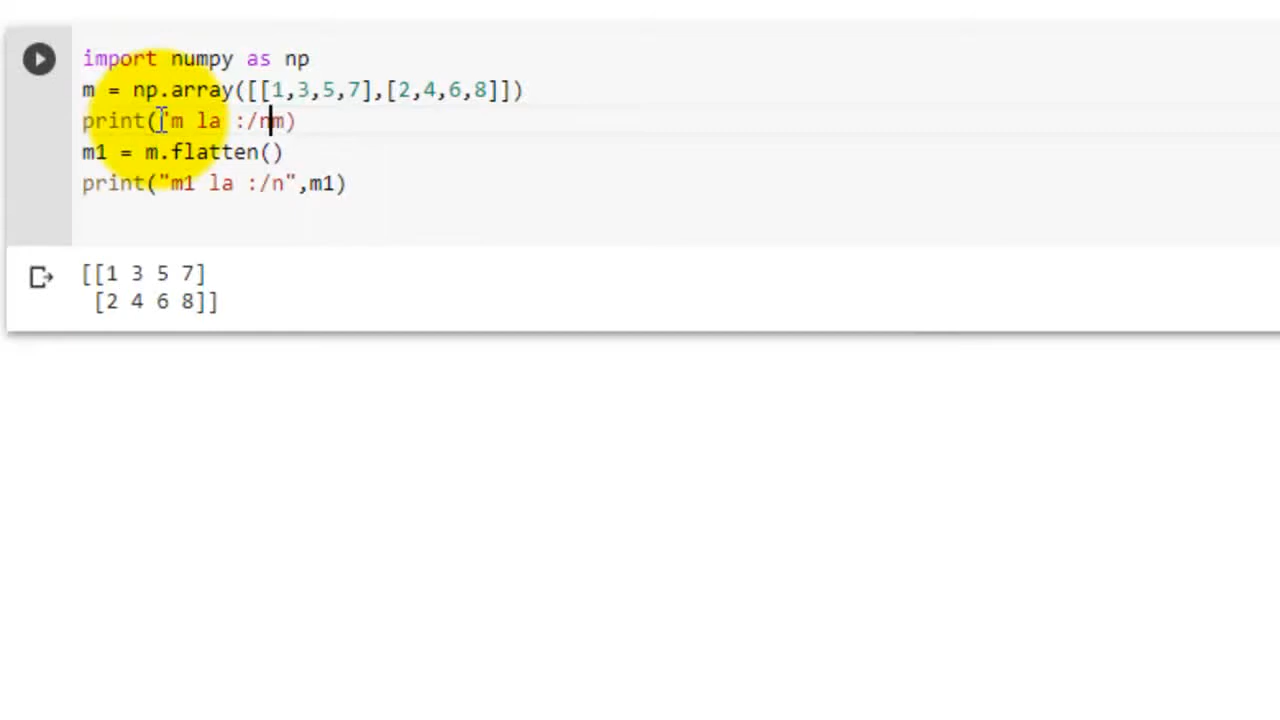 import numpy as np
m = np.array([[1,3,5,7],[2,4,6,8]])
print("m la :/nm)
m1 = m.flatten()
print("m1 la :/n",m1)
[[1 3 5 7]
[2 4 6 8]]